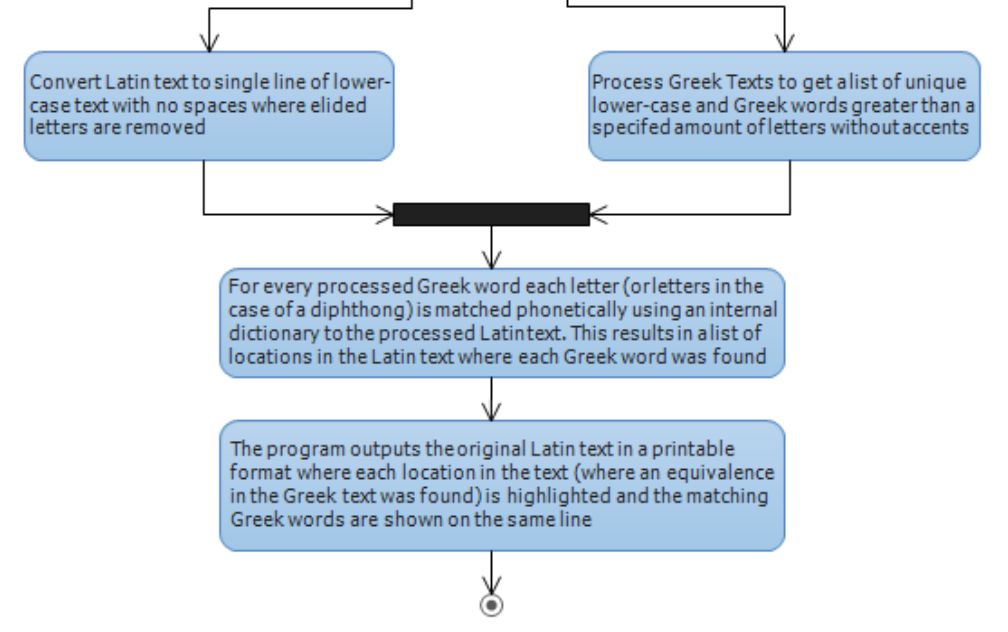 Convert Latin text to single line of lower-
case text with no spaces where elided
letters are removed
Process Greek Texts to get a list of unique
lower-case and Greek words greater than a
specifed amount of letters without accents
For every processed Greek word each letter (or letters in the
case of a diphthong) is matched phonetically using an internal
dictionary to the processed Latin text. This results in a list of
locations in the Latin text where each Greek word was found
The program outputs the original Latin text in a printable
format where each location in the text (where an equivalence
in the Greek text was found) is highlighted and the matching
Greek words are shown on the same line